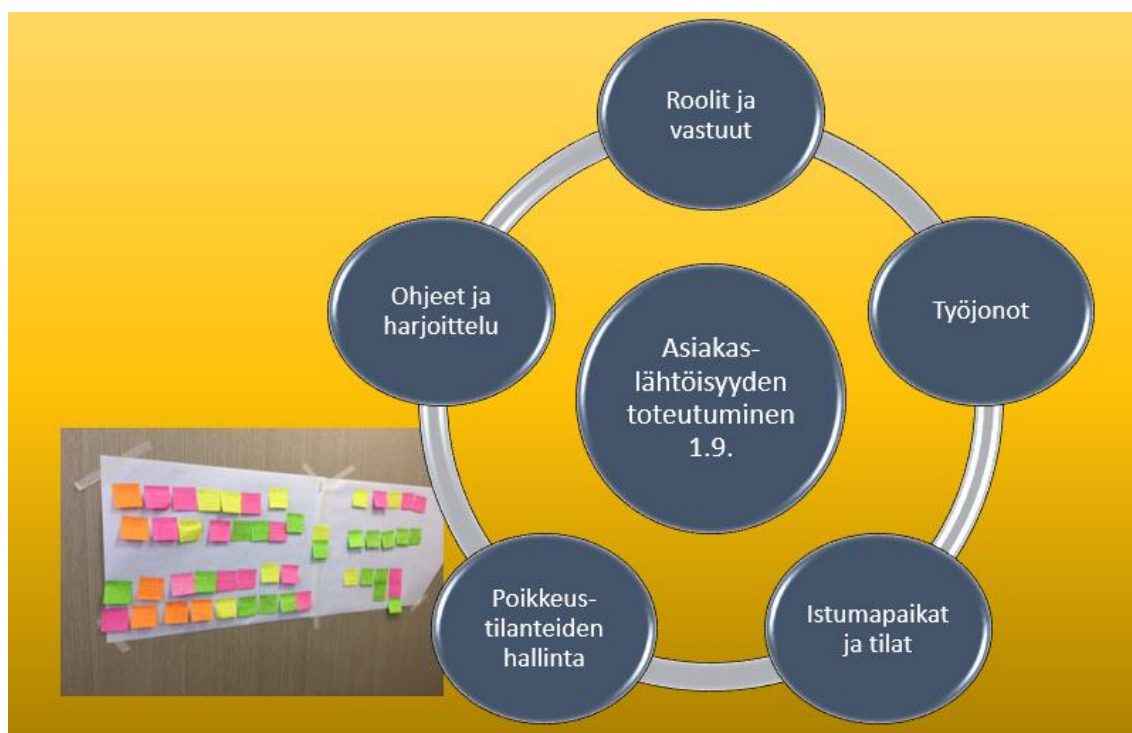 Roolit ja
vastuut
Työjonot
Istumapaikat
ja tilat
Poikkeus-
tilanteiden
hallinta
Ohjeet ja
harjoittelu
Asiakas-
lähtöisyyden
toteutuminen
1.9.